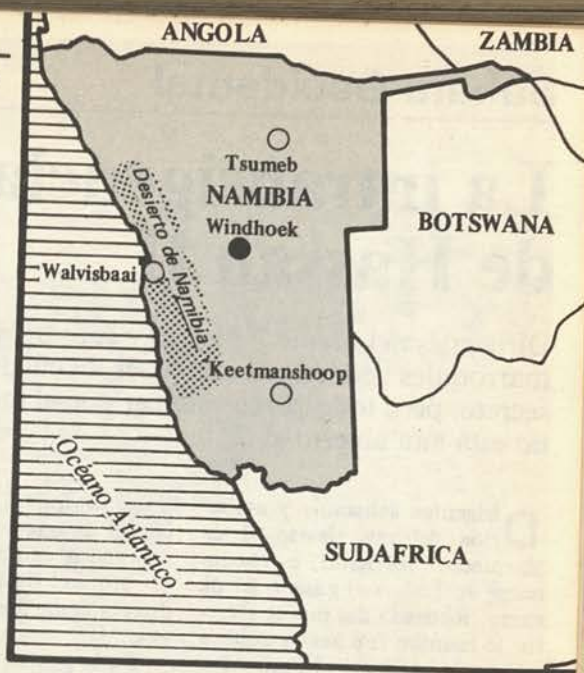 ANGOLA
ZAMBIA
Tsumeb
NAMIBIA
Windhoek
BOTSWANA
Desierto de Namibia
Walvisbaai
Keetmanshoop
Océano Atlántico
SUDAFRICA